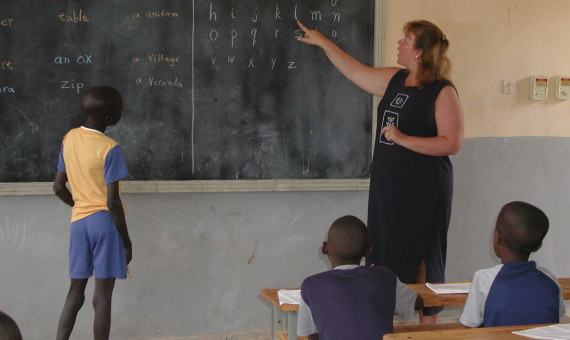 table a uniform h i j k l m n
an ox a Village o p q r s u
zip a Veranda v w x y z